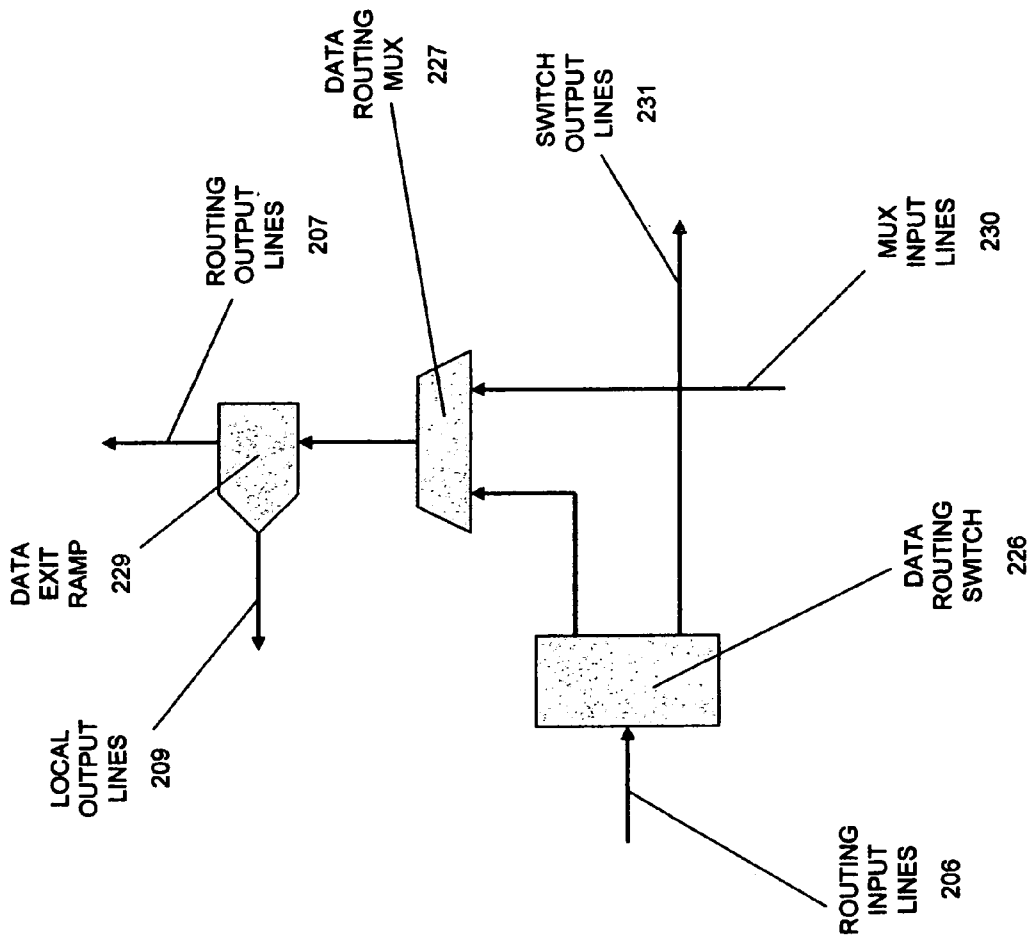 DATA
EXIT
RAMP
229
ROUTING
OUTPUT
LINES
207
DATA
ROUTING
MUX
227
LOCAL
OUTPUT
LINES
209
SWITCH
OUTPUT
LINES
231
ROUTING
INPUT
LINES
206
DATA
ROUTING
SWITCH
226
MUX
INPUT
LINES
230